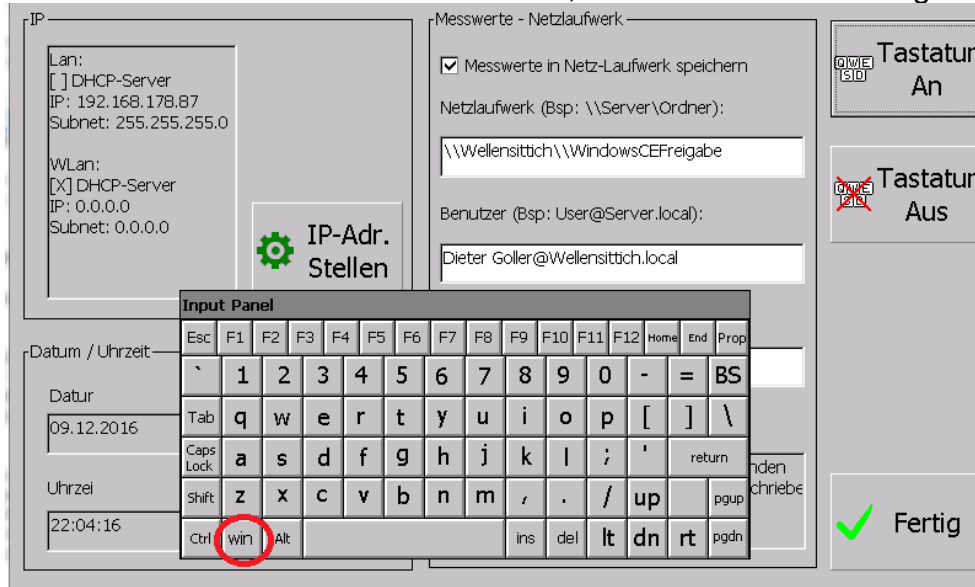 IP
Lan:
[ ] DHCP-Server
IP: 192.168.178.87
Subnet: 255.255.255.0
WLan:
[X] DHCP-Server
IP: 0.0.0.0
Subnet: 0.0.0.0
IP-Adr.
Stellen
Messwerte - Netzlaufwerk
Messwerte in Netz-Laufwerk speichern
Netzlaufwerk (Bsp: \\Server\Ordner):
\\Wellensittich\\WindowsCEFreigabe
Benutzer (Bsp: User@Server.local):
Dieter Goller@Wellensittich.local
Tastatur
An
Tastatur
Aus
Fertig
Datum / Uhrzeit
Datur
09.12.2016
Uhrzei
22:04:16
Input Panel
Esc F1 F2 F3 F4 F5 F6 F7 F8 F9 F10 F11 F12 Home End Prop
` 1 2 3 4 5 6 7 8 9 0 - = BS
Tab q w e r t y u i o p [ ] \
Caps Lock a s d f g h j k l ; ' return
Shift z x c v b n m , . / up pgup
Ctrl win Alt ins del lt dn rt pgdn
nden
chriebe